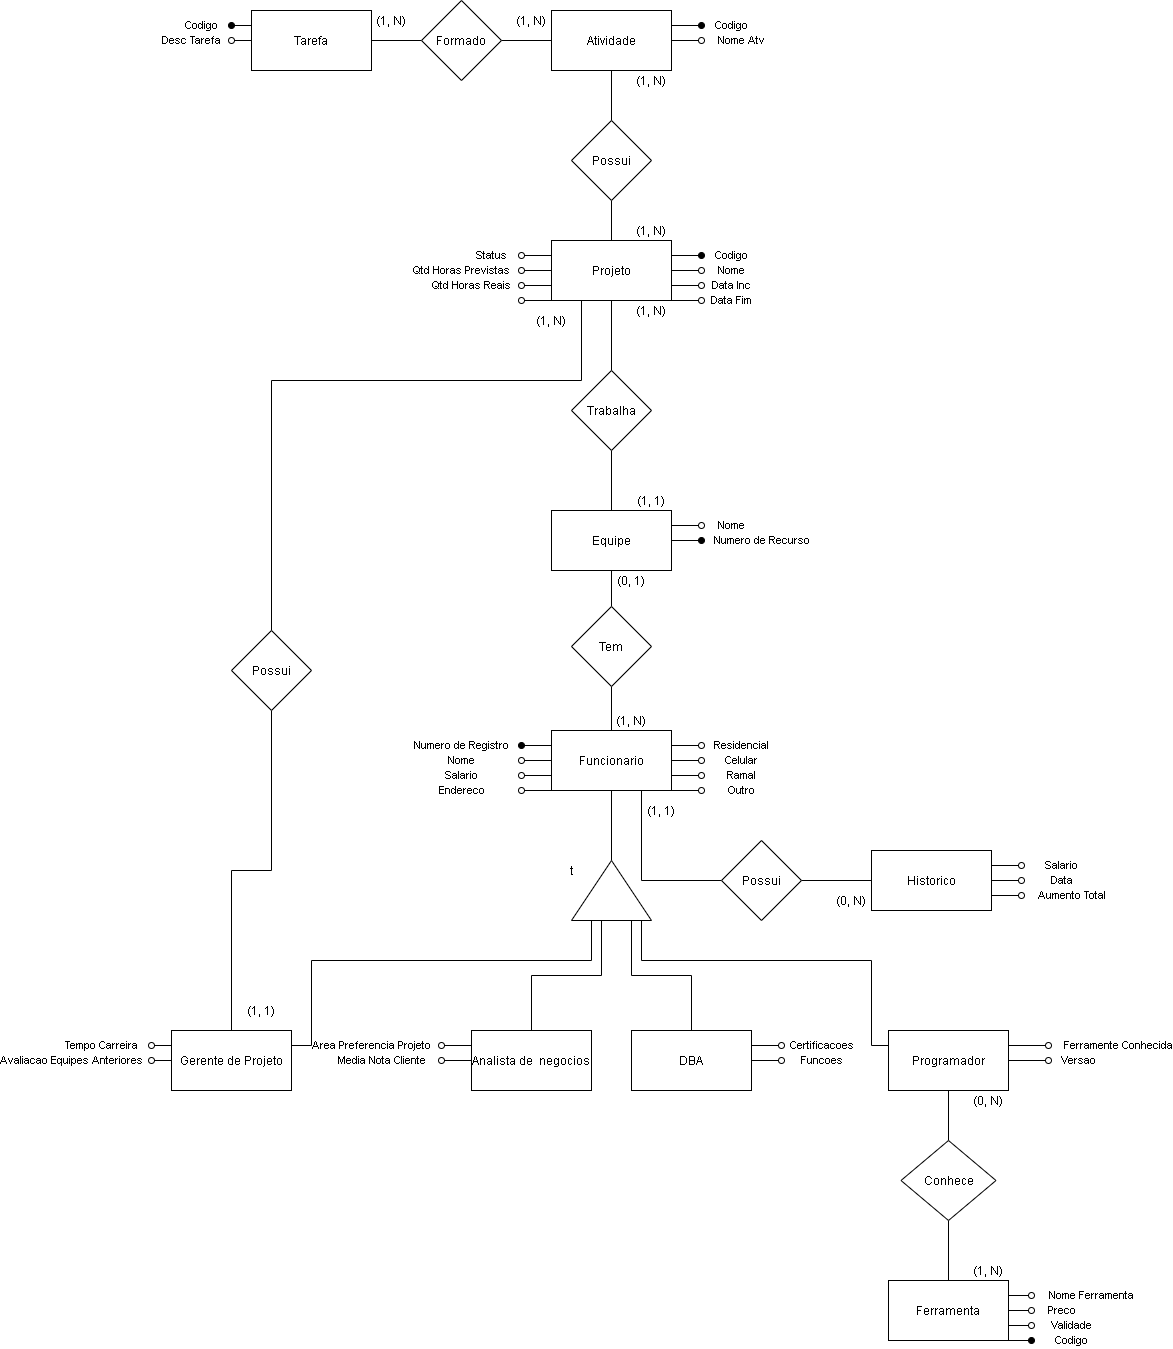 Codigo
Desc Tarefa
Tarefa
(1, N)
Formado
(1, N)
Atividade
Codigo
Nome Atv
(1, N)
Possui
(1, N)
Status
Qtd Horas Previstas
Qtd Horas Reais
Projeto
Codigo
Nome
Data Inc
Data Fim
(1, N)
(1, N)
Trabalha
(1, 1)
Equipe
Nome
Numero de Recurso
(0, 1)
Tem
Possui
(1, N)
Numero de Registro
Nome
Salario
Endereco
Funcionario
Residencial
Celular
Ramal
Outro
(1, 1)
t
Possui
(0, N)
Historico
Salario
Data
Aumento Total
(1, 1)
Tempo Carreira
Avaliacao Equipes Anteriores
Gerente de Projeto
Area Preferencia Projeto
Media Nota Cliente
Analista de negocios
DBA
Certificacoes
Funcoes
Programador
Ferramente Conhecida
Versao
(0, N)
Conhece
(1, N)
Ferramenta
Nome Ferramenta
Preco
Validade
Codigo